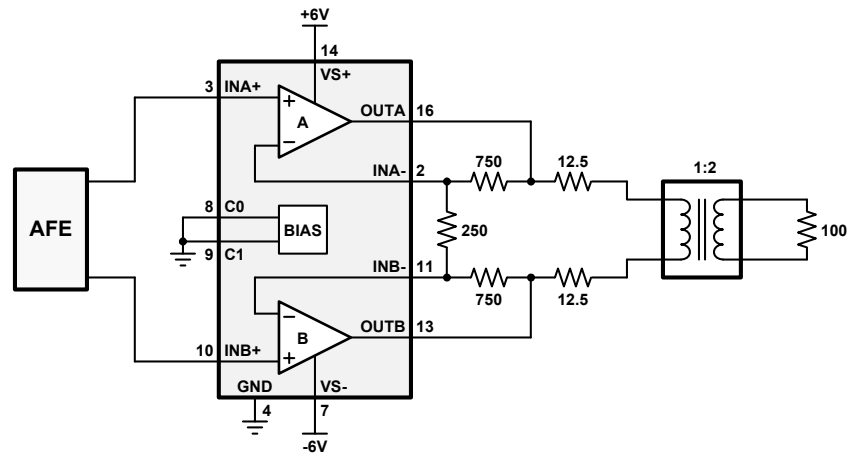 +6V
14
VS+
3 INA+
+
A
−
OUTA 16
INA- 2
750
12.5
1:2
AFE
8 C0
9 C1
BIAS
250
100
INB- 11
750
12.5
−
B
+
OUTB 13
10 INB+
GND
4
VS-
7
-6V